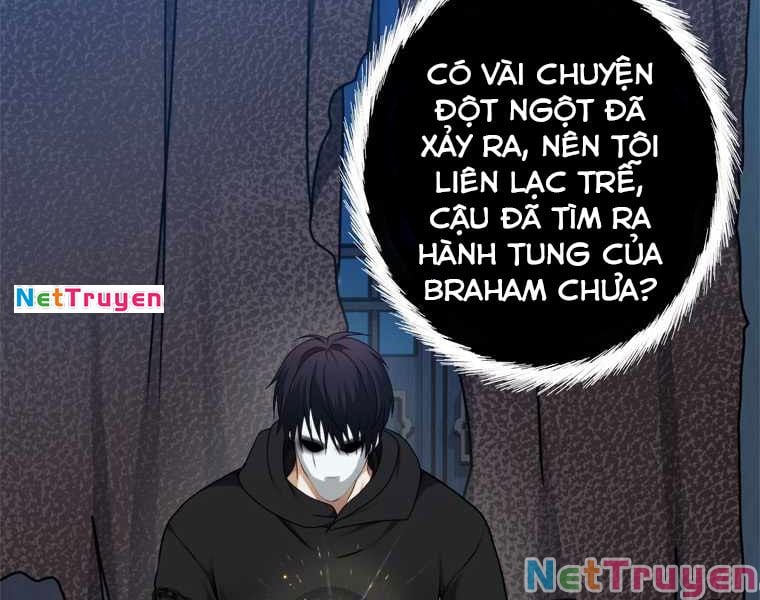 CÓ VÀI CHUYỆN
ĐỘT NGỘT ĐÃ
XẢY RA, NÊN TÔI
LIÊN LẠC TRỄ,
CẬU ĐÃ TÌM RA
HÀNH TUNG CỦA
BRAHAM CHƯA?
NetTruyen
NetTruyen